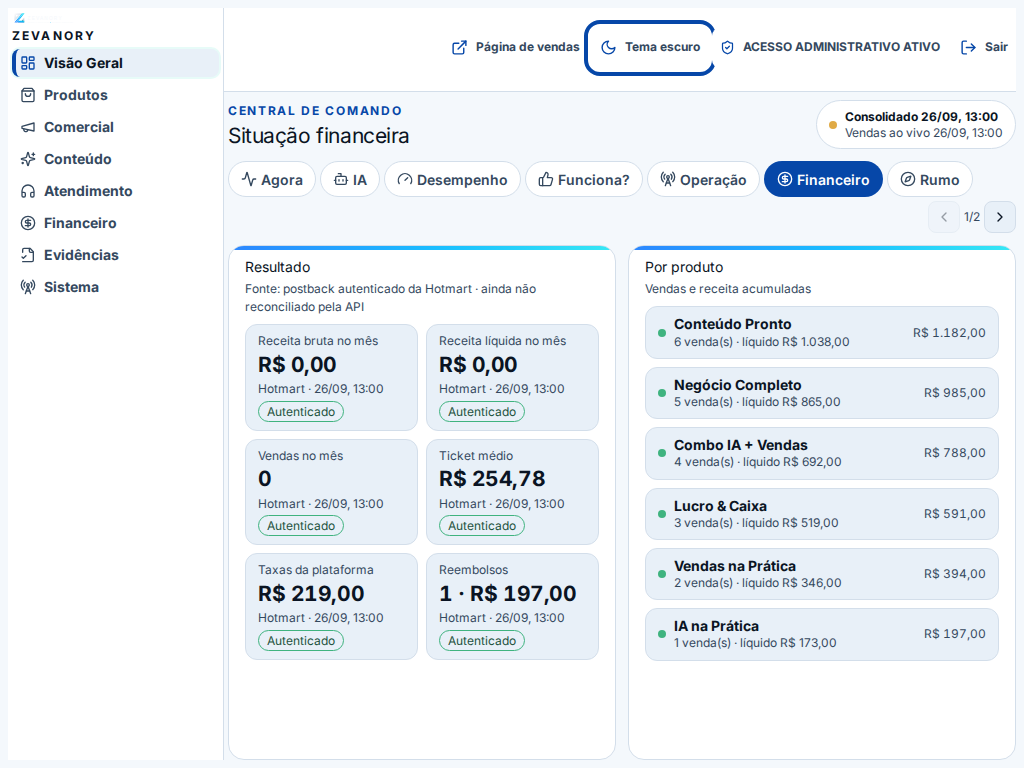 ZEVANORY
Visão Geral
Produtos
Comercial
Conteúdo
Atendimento
Financeiro
Evidências
Sistema
Página de vendas
Tema escuro
ACESSO ADMINISTRATIVO ATIVO
Sair
CENTRAL DE COMANDO
Situação financeira
Consolidado 26/09, 13:00
Vendas ao vivo 26/09, 13:00
Agora
IA
Desempenho
Funciona?
Operação
Financeiro
Rumo
1/2
Resultado
Fonte: postback autenticado da Hotmart · ainda não
reconciliado pela API
Receita bruta no mês
R$ 0,00
Hotmart · 26/09, 13:00
Autenticado
Receita líquida no mês
R$ 0,00
Hotmart · 26/09, 13:00
Autenticado
Vendas no mês
0
Hotmart · 26/09, 13:00
Autenticado
Ticket médio
R$ 254,78
Hotmart · 26/09, 13:00
Autenticado
Taxas da plataforma
R$ 219,00
Hotmart · 26/09, 13:00
Autenticado
Reembolsos
1 · R$ 197,00
Hotmart · 26/09, 13:00
Autenticado
Por produto
Vendas e receita acumuladas
Conteúdo Pronto
6 venda(s) · líquido R$ 1.038,00
R$ 1.182,00
Negócio Completo
5 venda(s) · líquido R$ 865,00
R$ 985,00
Combo IA + Vendas
4 venda(s) · líquido R$ 692,00
R$ 788,00
Lucro & Caixa
3 venda(s) · líquido R$ 519,00
R$ 591,00
Vendas na Prática
2 venda(s) · líquido R$ 346,00
R$ 394,00
IA na Prática
1 venda(s) · líquido R$ 173,00
R$ 197,00